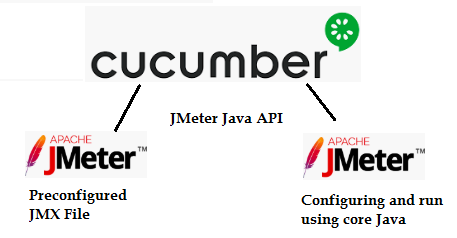 cucumber
JMeter Java API
APACHE
JMeter™
Preconfigured
JMX File
APACHE
JMeter™
Configuring and run
using core Java